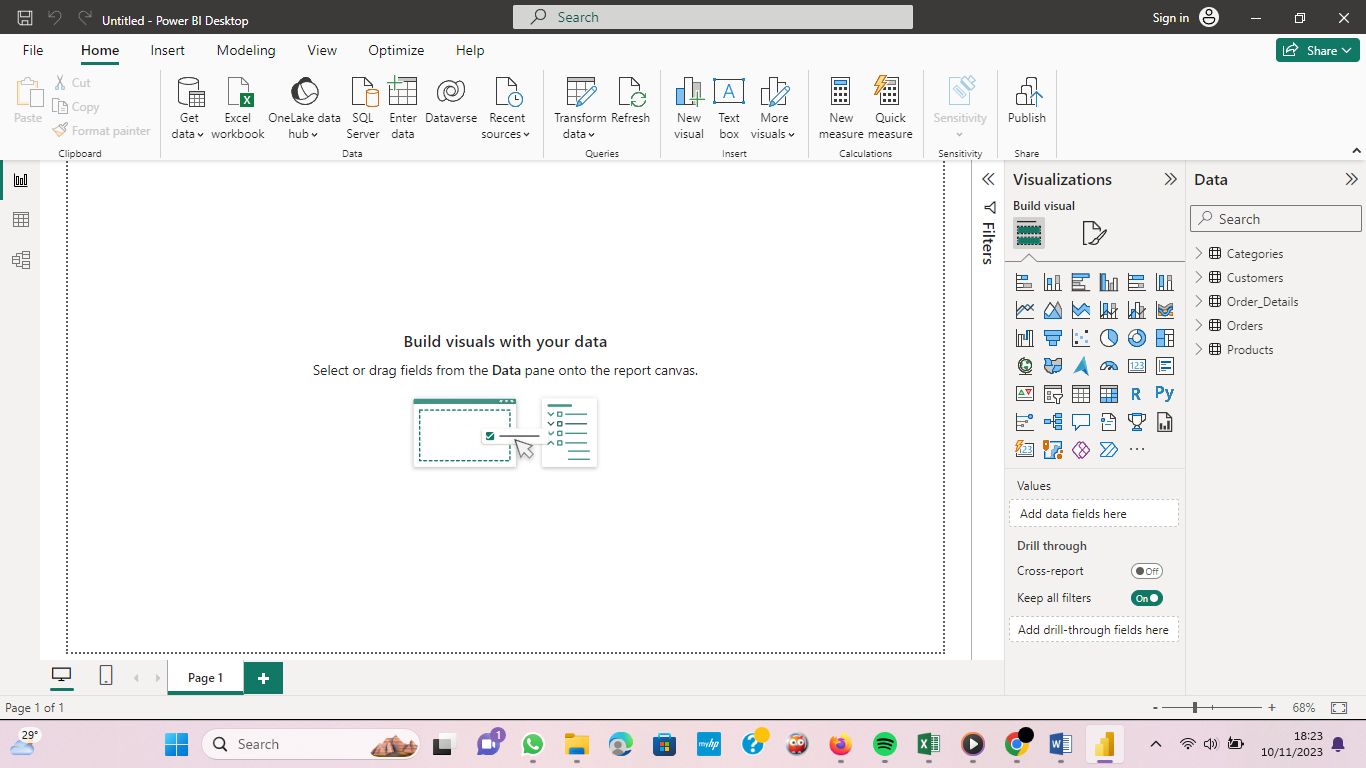 Untitled - Power BI Desktop
Search
Sign in
File Home Insert Modeling View Optimize Help
Share
Paste
Cut
Copy
Format painter
Clipboard
Get data
Excel workbook
OneLake data hub
SQL Server
Enter data
Dataverse
Recent sources
Data
Transform data
Refresh
Queries
New visual
Text box
More visuals
Insert
New measure
Quick measure
Calculations
Sensitivity
Sensitivity
Publish
Share
Build visuals with your data
Select or drag fields from the Data pane onto the report canvas.
Filters
Visualizations
Build visual
123
R
Py
123
Values
Add data fields here
Drill through
Cross-report
Off
Keep all filters
On
Add drill-through fields here
Data
Search
Categories
Customers
Order_Details
Orders
Products
Page 1
Page 1 of 1
68%
29°
Search
1
myhp
1
18:23
10/11/2023